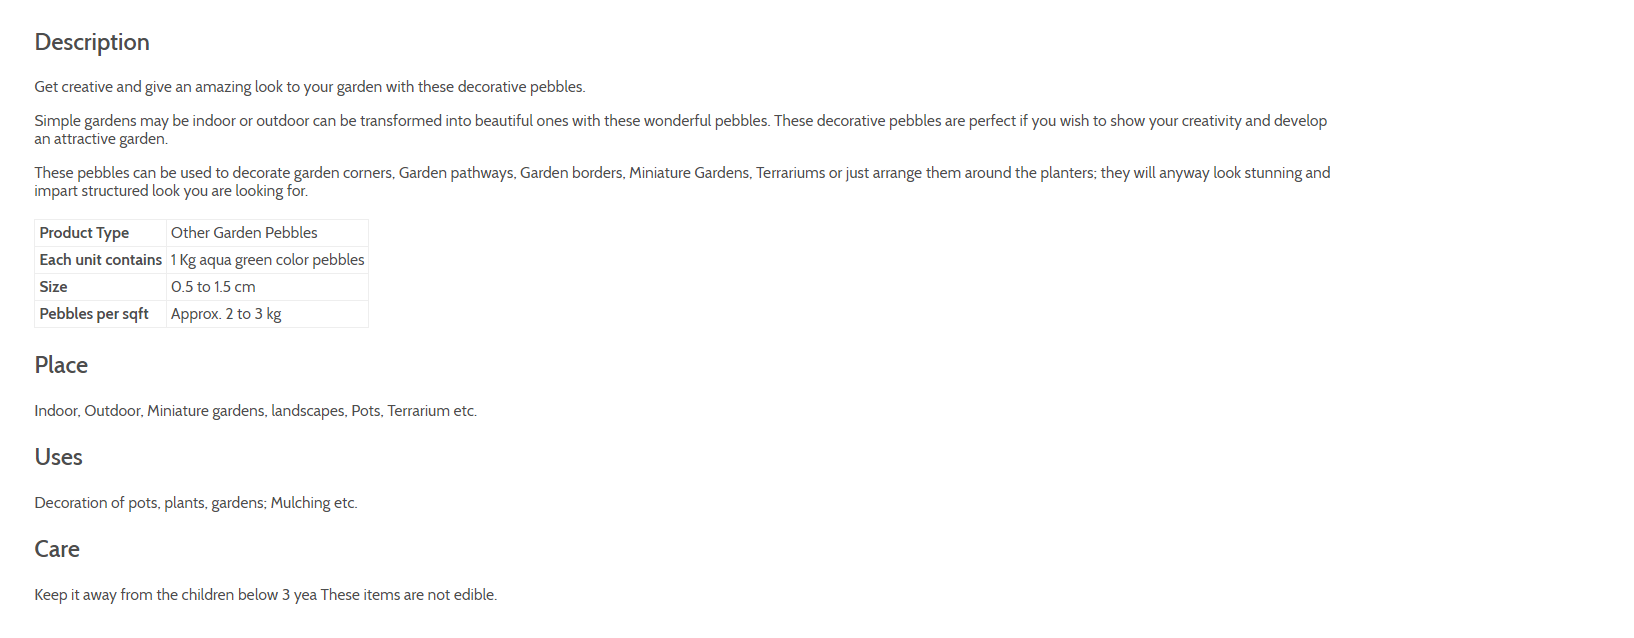 Description
Get creative and give an amazing look to your garden with these decorative pebbles.
Simple gardens may be indoor or outdoor can be transformed into beautiful ones with these wonderful pebbles. These decorative pebbles are perfect if you wish to show your creativity and develop
an attractive garden.
These pebbles can be used to decorate garden corners, Garden pathways, Garden borders, Miniature Gardens, Terrariums or just arrange them around the planters; they will anyway look stunning and
impart structured look you are looking for.
Product Type Other Garden Pebbles
Each unit contains 1 Kg aqua green color pebbles
Size 0.5 to 1.5 cm
Pebbles per sqft Approx. 2 to 3 kg
Place
Indoor, Outdoor, Miniature gardens, landscapes, Pots, Terrarium etc.
Uses
Decoration of pots, plants, gardens; Mulching etc.
Care
Keep it away from the children below 3 yea These items are not edible.